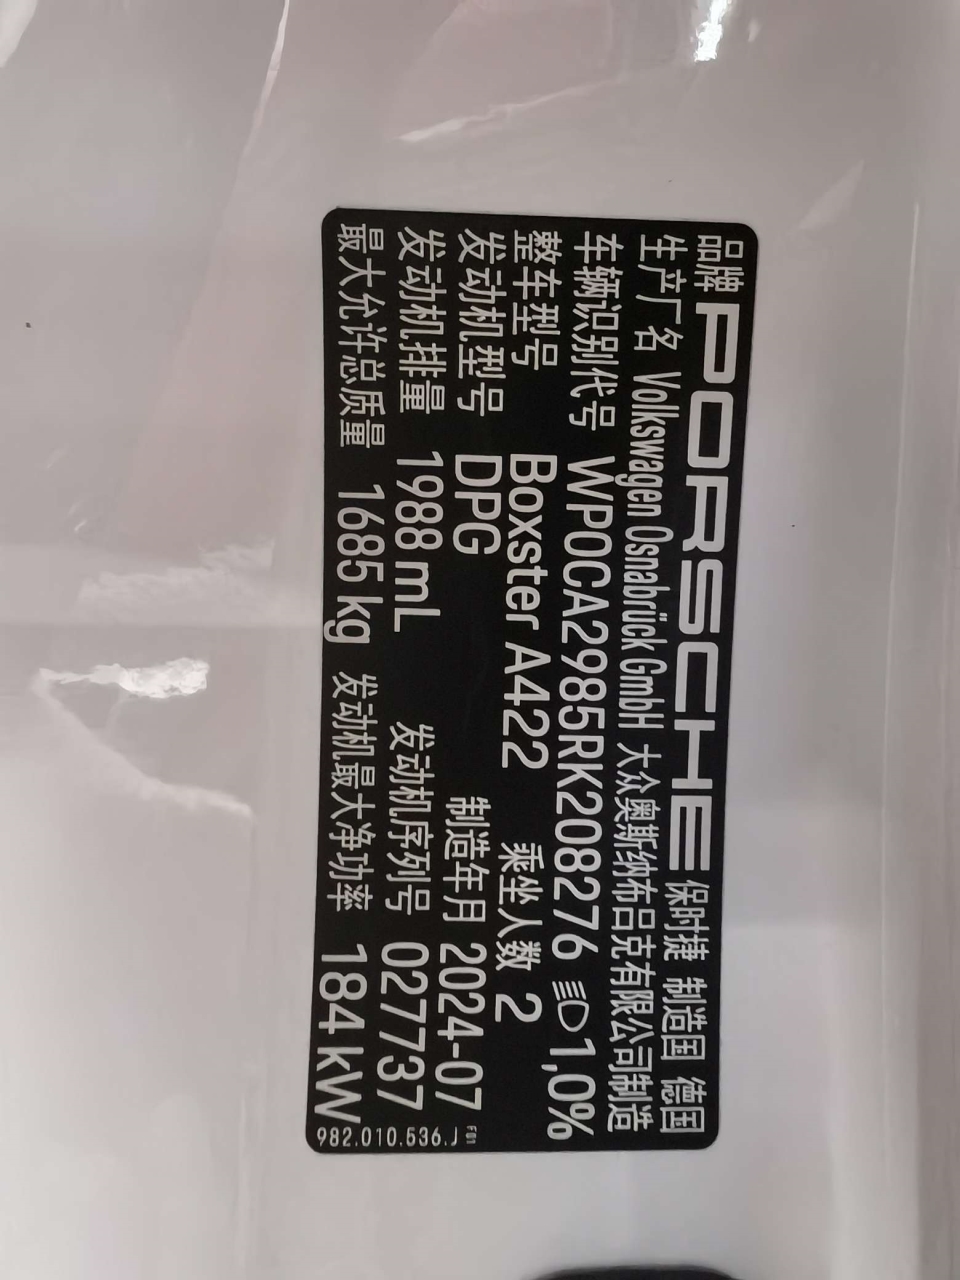 品牌 PORSCHE 保时捷 制造国 德国
生产厂名 Volkswagen Osnabrück GmbH 大众奥斯纳布吕克有限公司制造
车辆识别代号 WP0CA2985RK208276 1,0%
整车型号 Boxster A422 乘坐人数 2
发动机型号 DPG 制造年月 2024-07
发动机排量 1988 mL 发动机序列号 027737
最大允许总质量 1685 kg 发动机最大净功率 184 kW
982.010.536.J F01